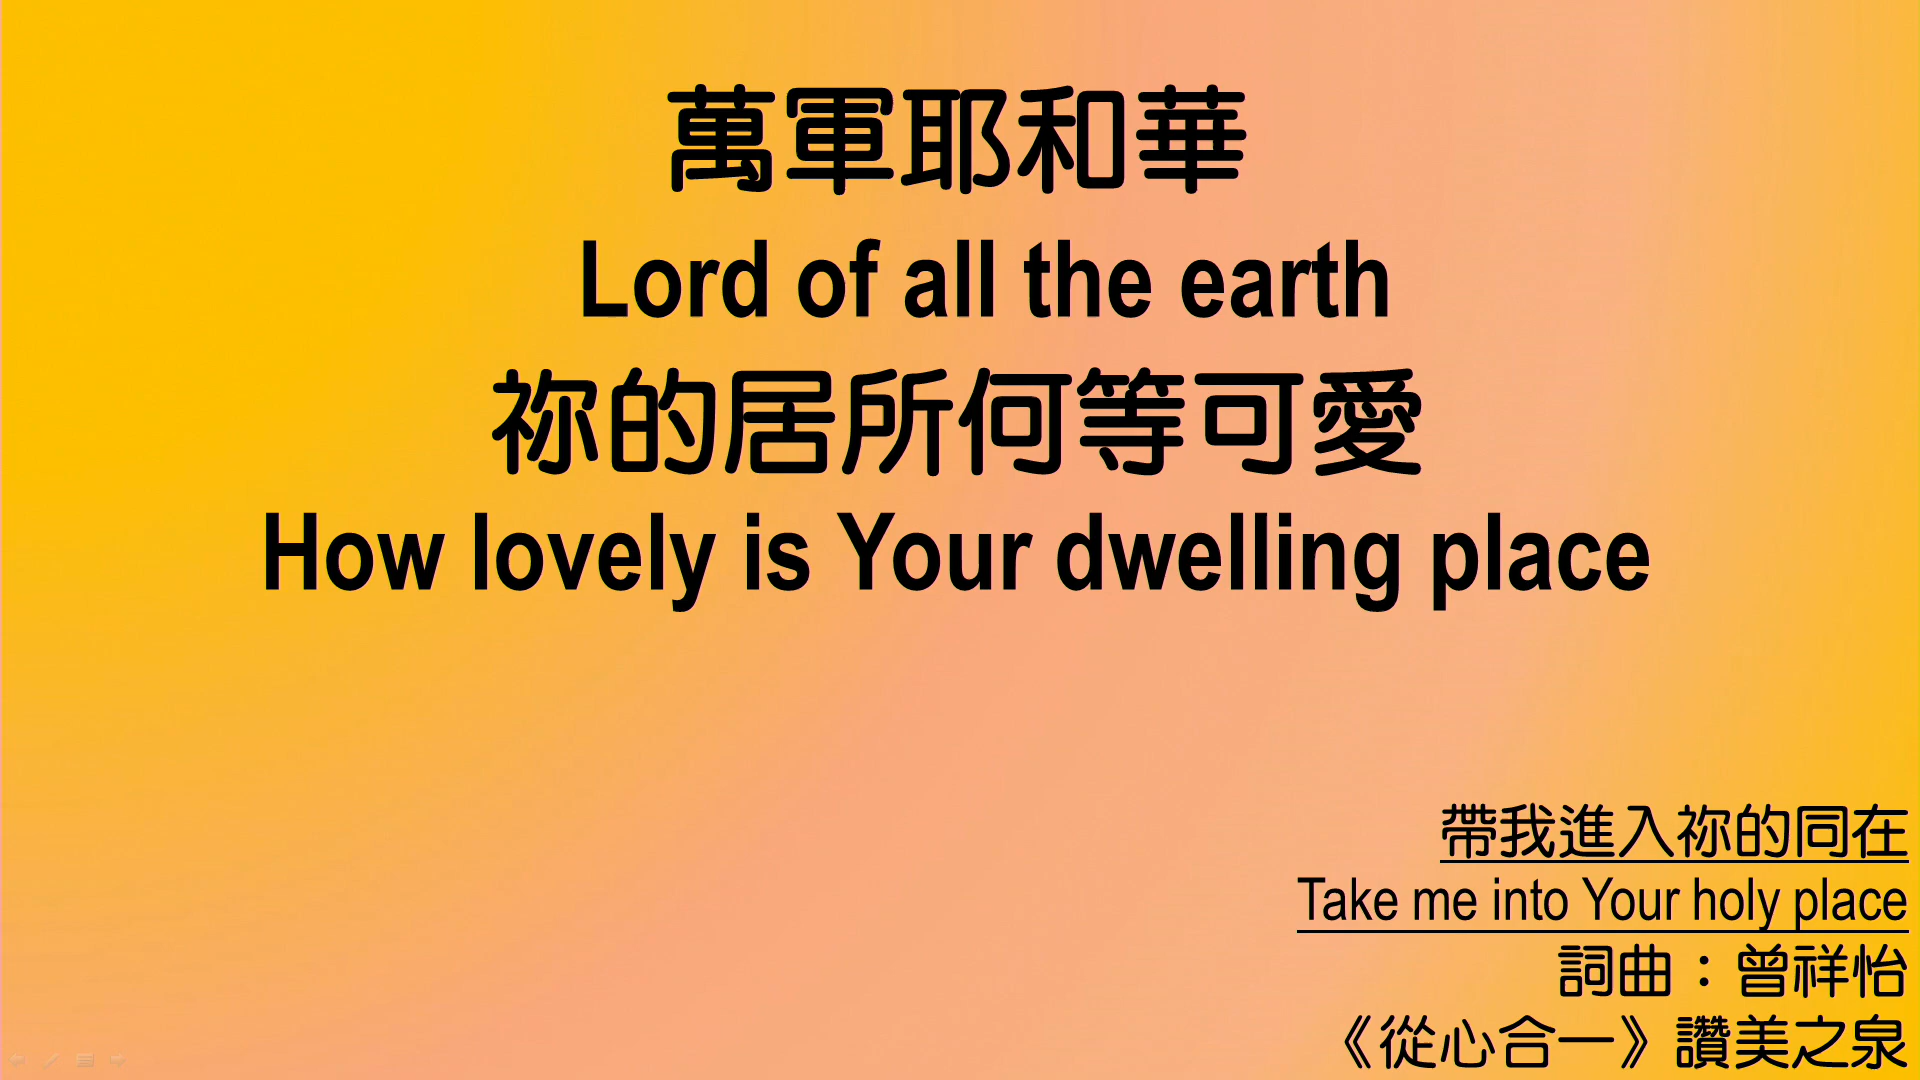 萬軍耶和華
Lord of all the earth
祢的居所何等可愛
How lovely is Your dwelling place
帶我進入祢的同在
Take me into Your holy place
詞曲：曾祥怡
《從心合一》讚美之泉